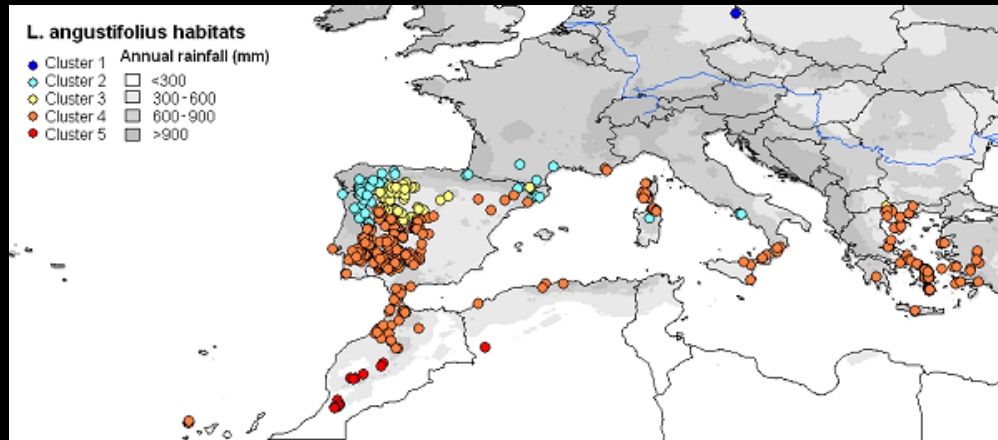 L. angustifolius habitats
Annual rainfall (mm)
Cluster 1
Cluster 2
<300
Cluster 3
300-600
Cluster 4
600-900
Cluster 5
>900